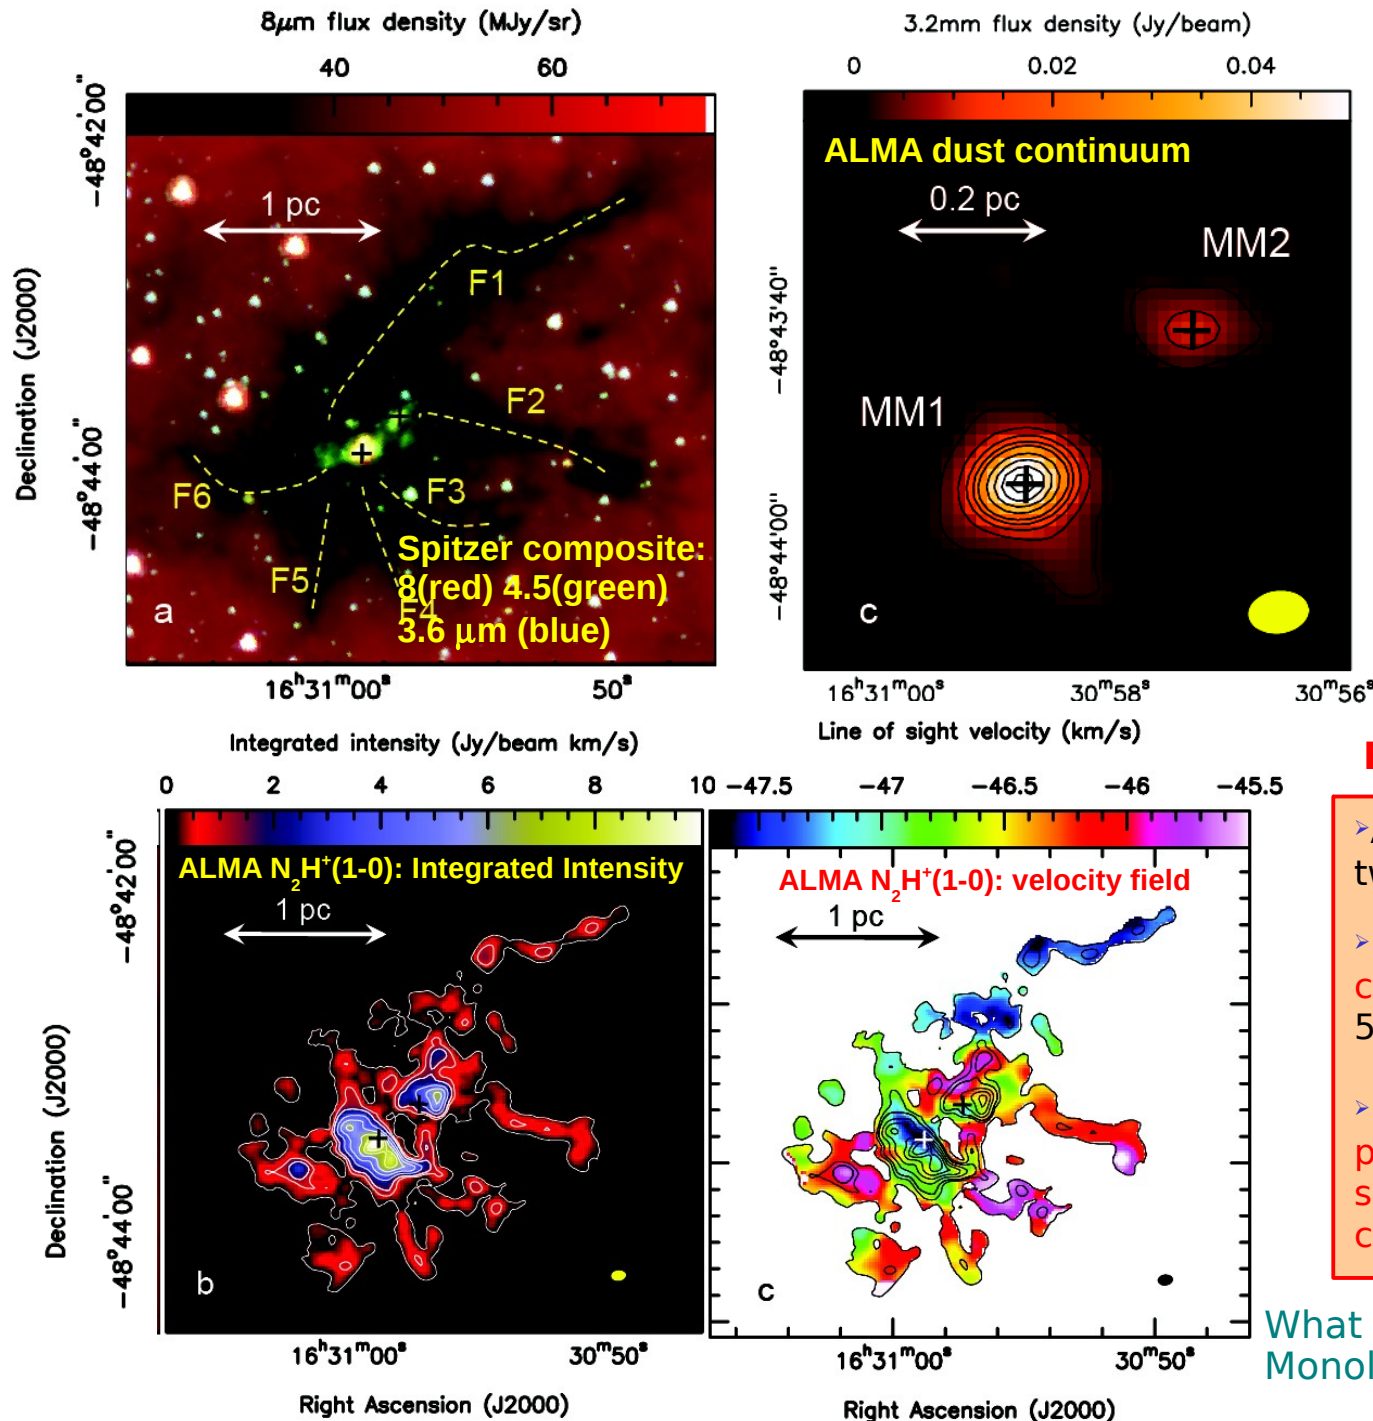 8μm flux density (MJy/sr)
40 60
−48°42'00"
Declination (J2000)
−48°44'00"
1 pc
F1
F2
F3
F6
F5
F4
Spitzer composite:
8(red) 4.5(green)
3.6 μm (blue)
a
16ʰ31ᵐ00ˢ 50ˢ
3.2mm flux density (Jy/beam)
0 0.02 0.04
ALMA dust continuum
0.2 pc
MM2
MM1
−48°43'40"
−48°44'00"
c
16ʰ31ᵐ00ˢ 30ᵐ58ˢ 30ᵐ56ˢ
Integrated intensity (Jy/beam km/s)
0 2 4 6 8 10
ALMA N₂H⁺(1-0): Integrated Intensity
1 pc
−48°42'00"
Declination (J2000)
−48°44'00"
b
16ʰ31ᵐ00ˢ 30ᵐ50ˢ
Right Ascension (J2000)
Line of sight velocity (km/s)
−47.5 −47 −46.5 −46 −45.5
ALMA N₂H⁺(1-0): velocity field
1 pc
c
16ʰ31ᵐ00ˢ 30ᵐ50ˢ
Right Ascension (J2000)
tv
c
5
p
s
c
What
Monol